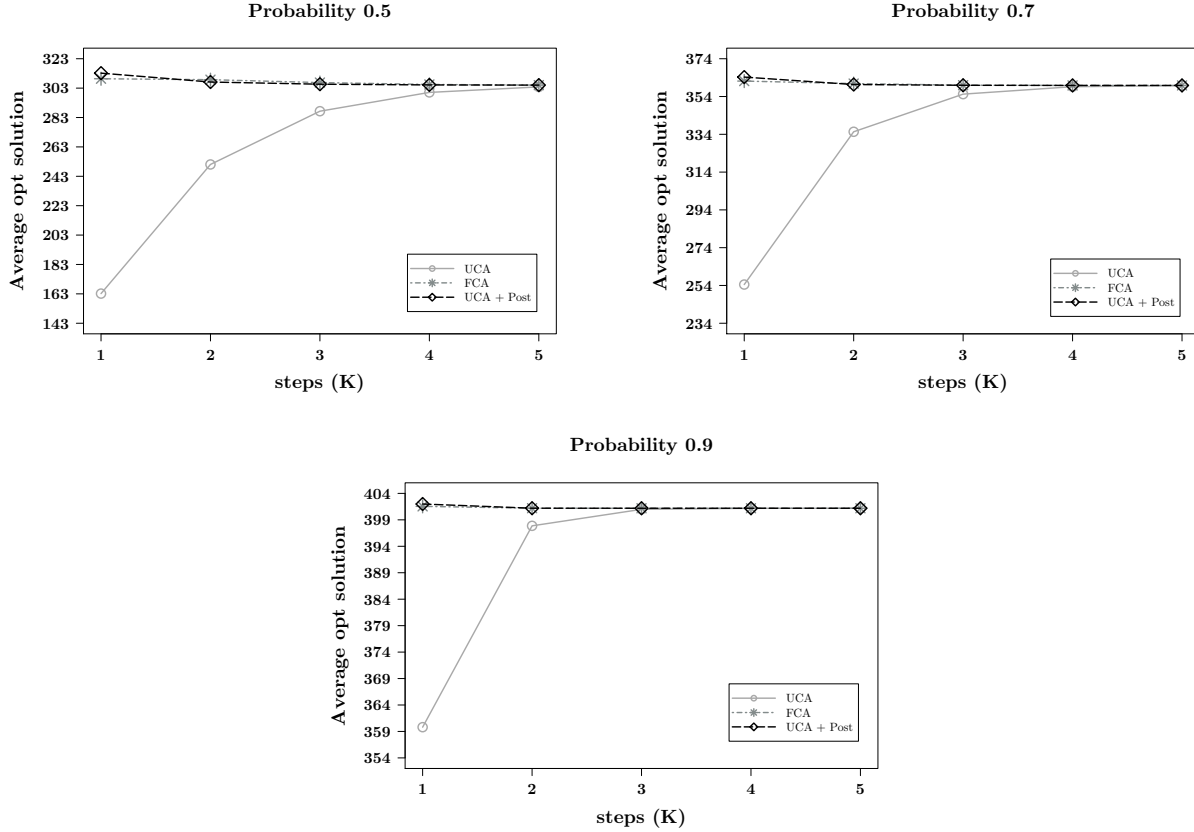 Probability 0.5
Average opt solution
323
303
283
263
243
223
203
183
163
143
UCA
FCA
UCA + Post
1 2 3 4 5
steps (K)
Probability 0.7
Average opt solution
374
354
334
314
294
274
254
234
UCA
FCA
UCA + Post
1 2 3 4 5
steps (K)
Probability 0.9
Average opt solution
404
399
394
389
384
379
374
369
364
359
354
UCA
FCA
UCA + Post
1 2 3 4 5
steps (K)